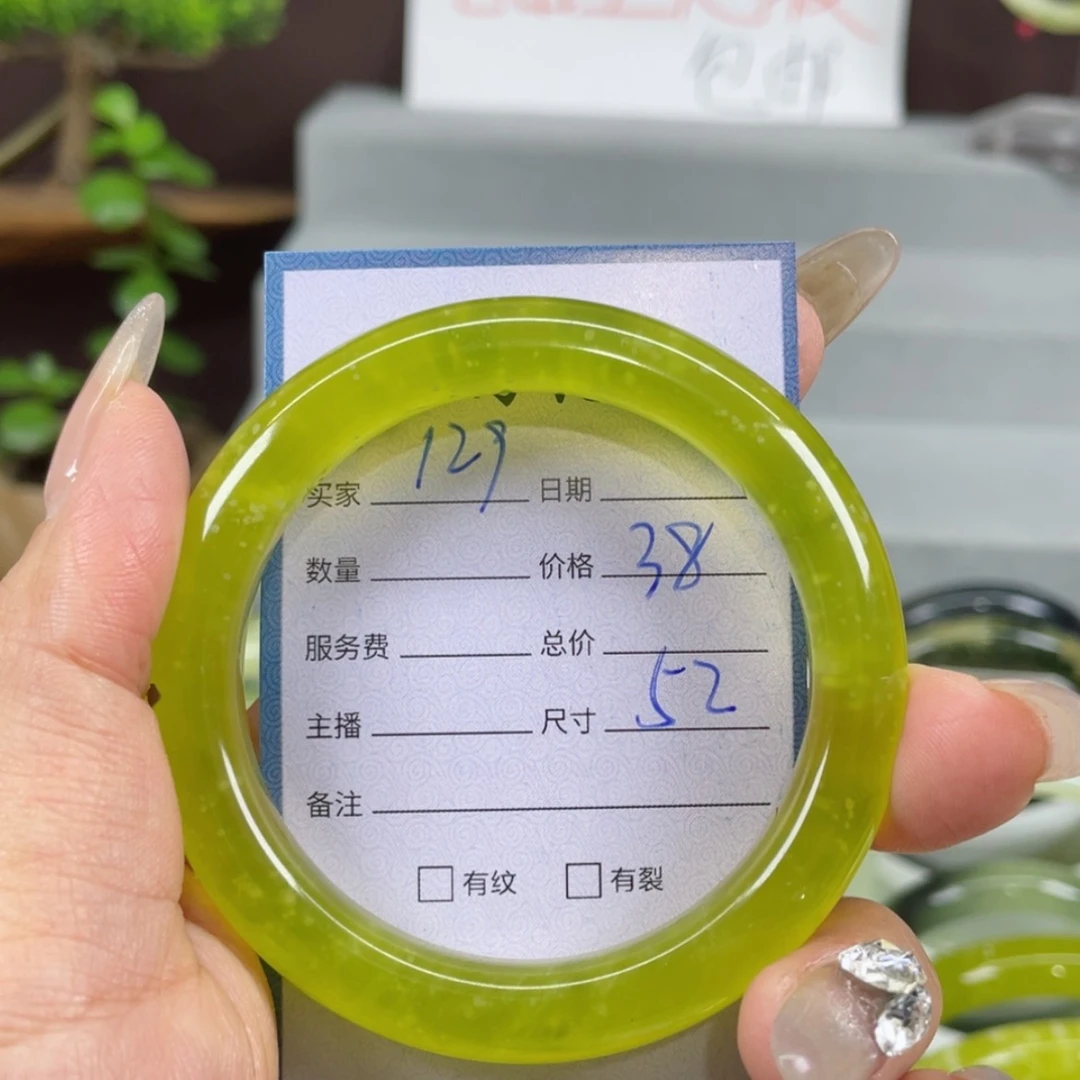 129
买家 日期
数量 价格 38
服务费 总价
主播 尺寸 52
备注
有纹 有裂